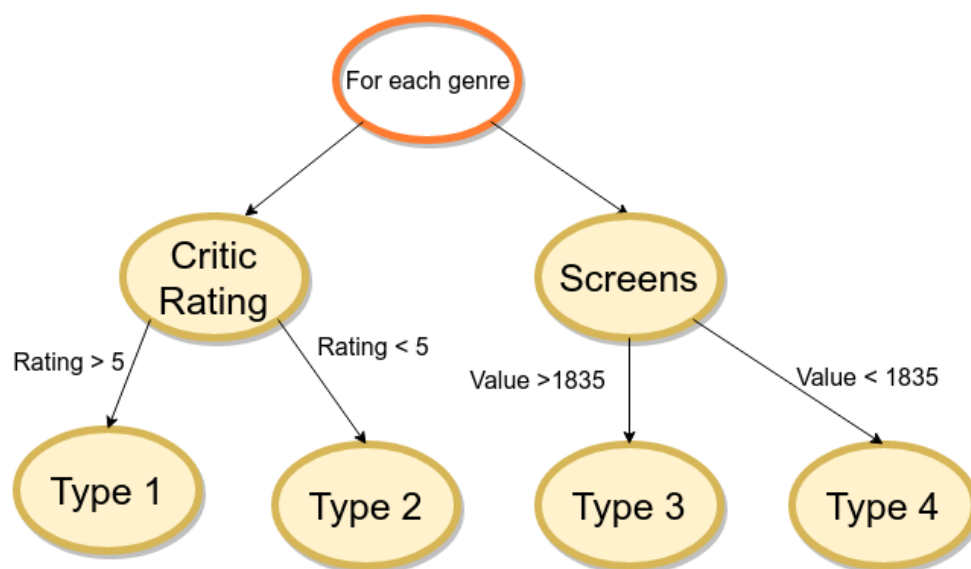 For each genre
Critic
Rating
Screens
Rating > 5
Rating < 5
Value >1835
Value < 1835
Type 1
Type 2
Type 3
Type 4